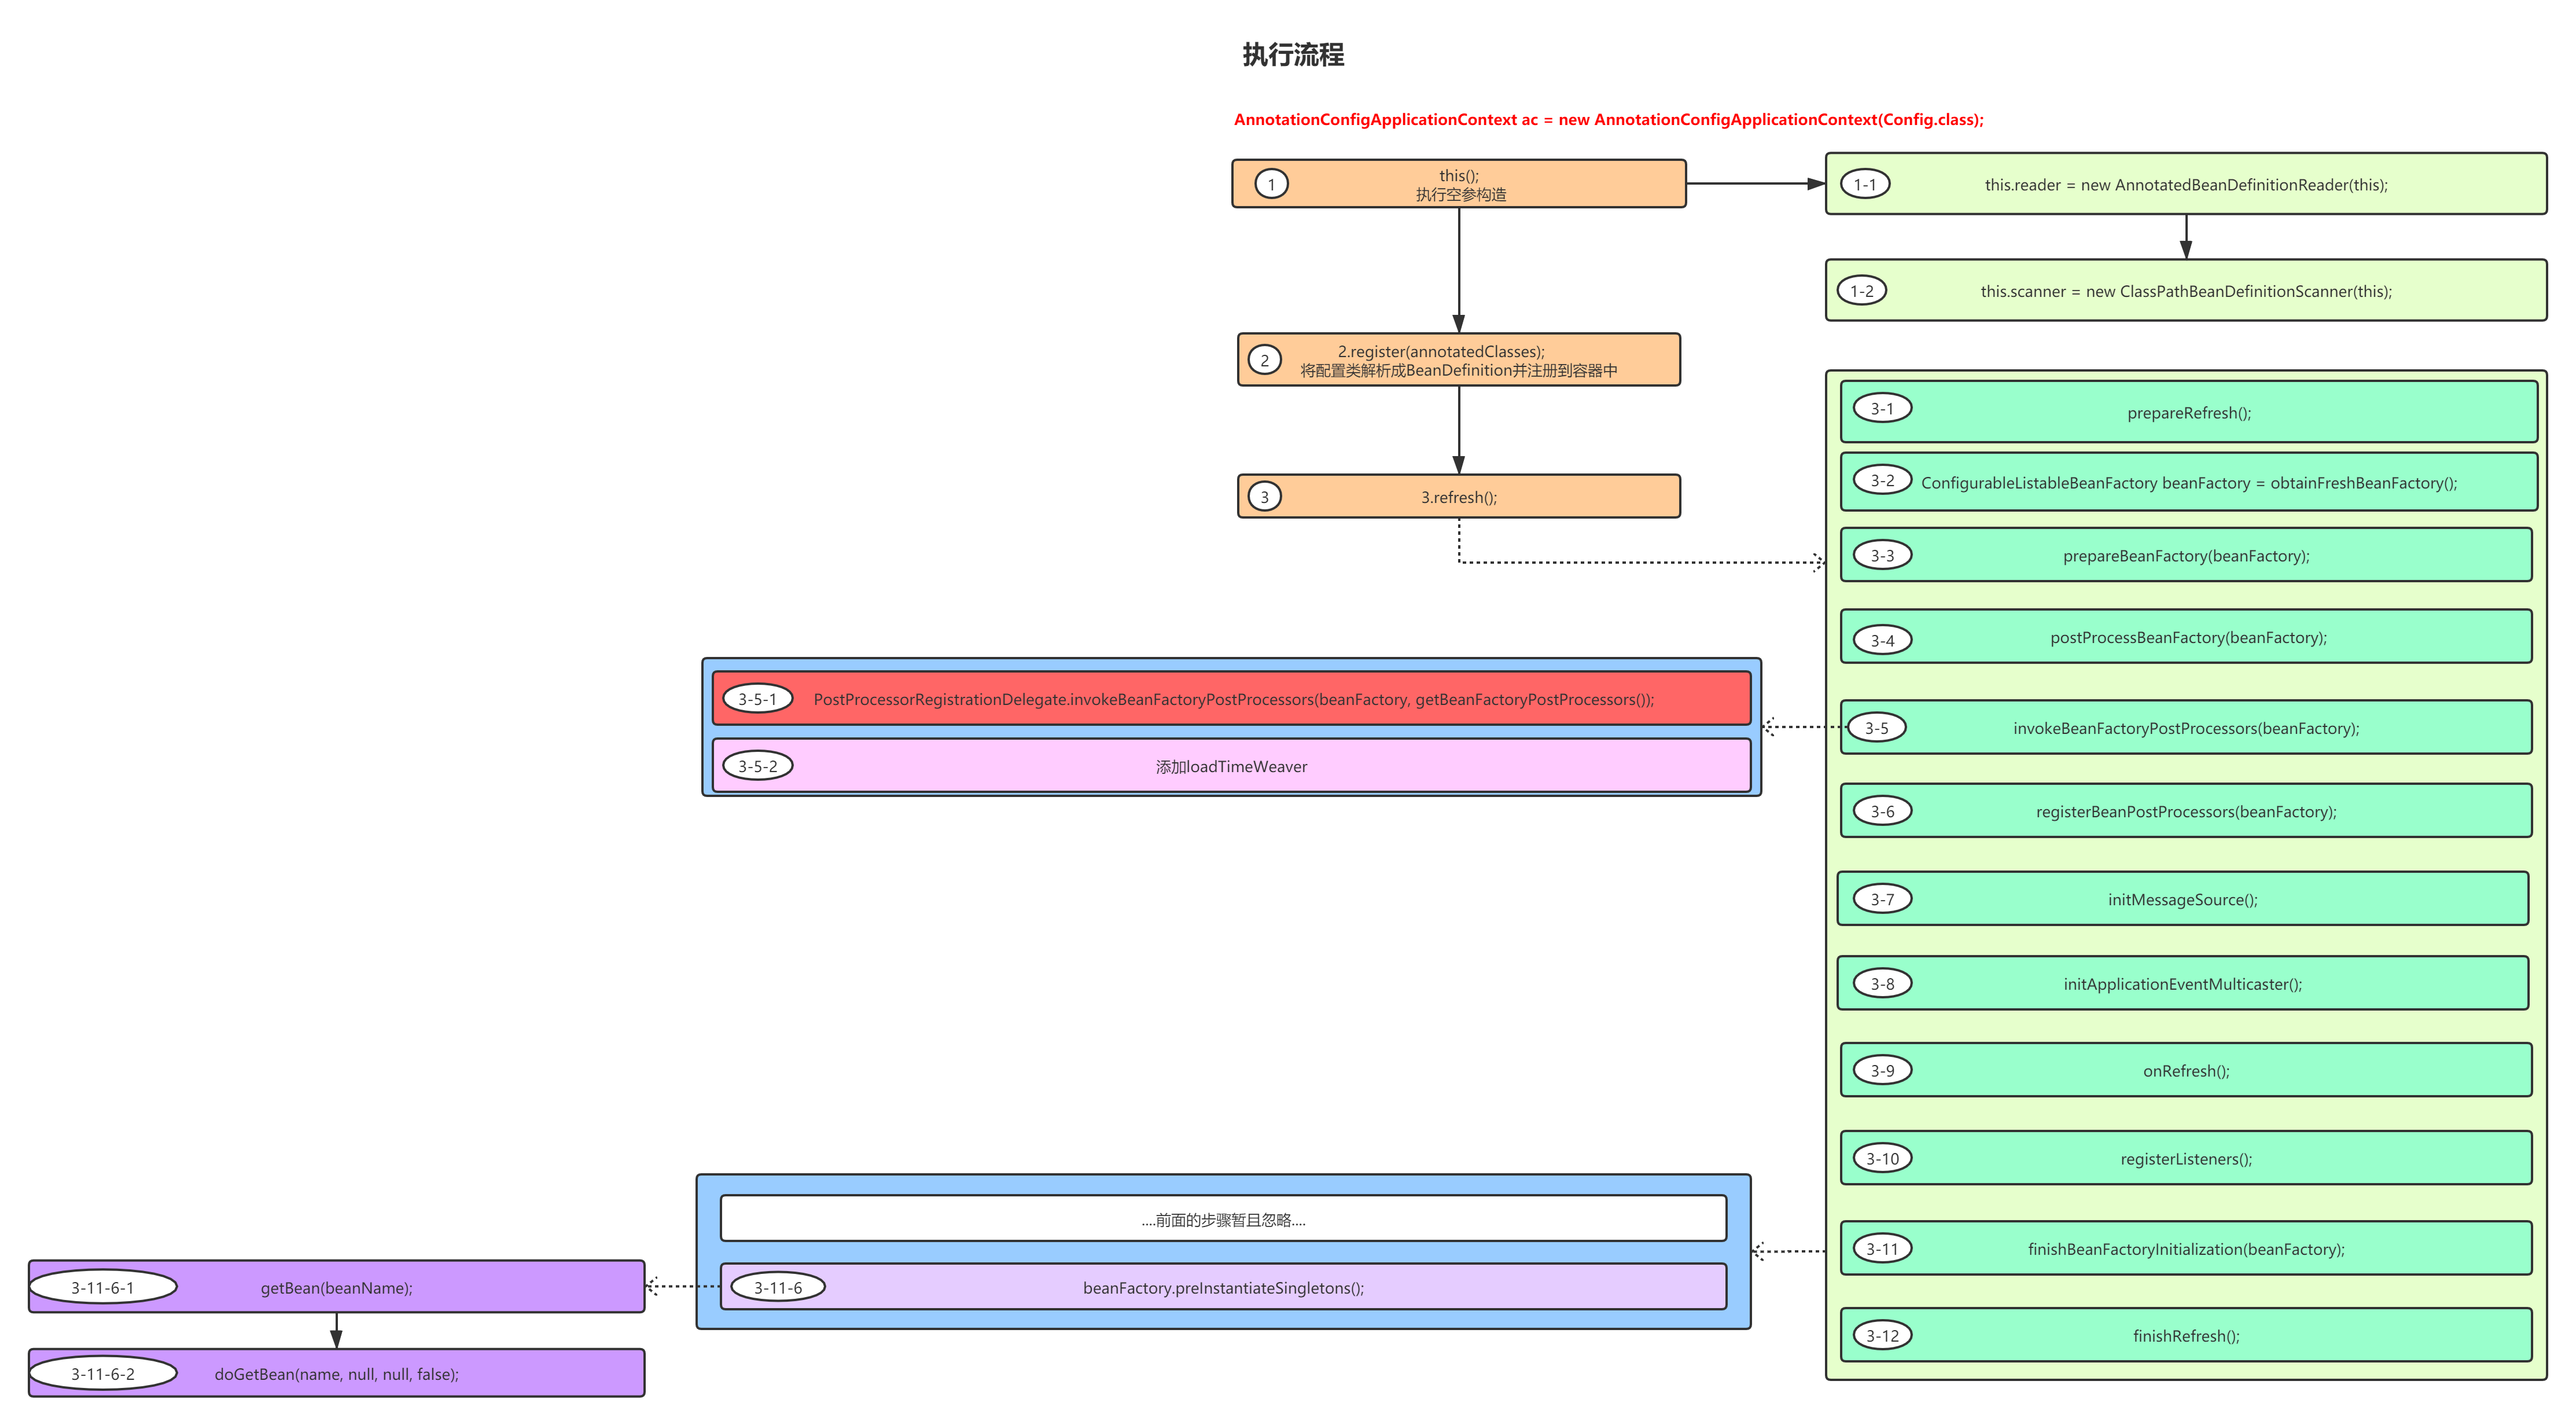 执行流程
AnnotationConfigApplicationContext ac = new AnnotationConfigApplicationContext(Config.class);
1
this();
执行空参构造
1-1
this.reader = new AnnotatedBeanDefinitionReader(this);
1-2
this.scanner = new ClassPathBeanDefinitionScanner(this);
2
2.register(annotatedClasses);
将配置类解析成BeanDefinition并注册到容器中
3
3.refresh();
3-1
prepareRefresh();
3-2
ConfigurableListableBeanFactory beanFactory = obtainFreshBeanFactory();
3-3
prepareBeanFactory(beanFactory);
3-4
postProcessBeanFactory(beanFactory);
3-5
invokeBeanFactoryPostProcessors(beanFactory);
3-5-1
PostProcessorRegistrationDelegate.invokeBeanFactoryPostProcessors(beanFactory, getBeanFactoryPostProcessors());
3-5-2
添加loadTimeWeaver
3-6
registerBeanPostProcessors(beanFactory);
3-7
initMessageSource();
3-8
initApplicationEventMulticaster();
3-9
onRefresh();
3-10
registerListeners();
3-11
finishBeanFactoryInitialization(beanFactory);
....前面的步骤暂且忽略....
3-11-6
beanFactory.preInstantiateSingletons();
3-11-6-1
getBean(beanName);
3-11-6-2
doGetBean(name, null, null, false);
3-12
finishRefresh();